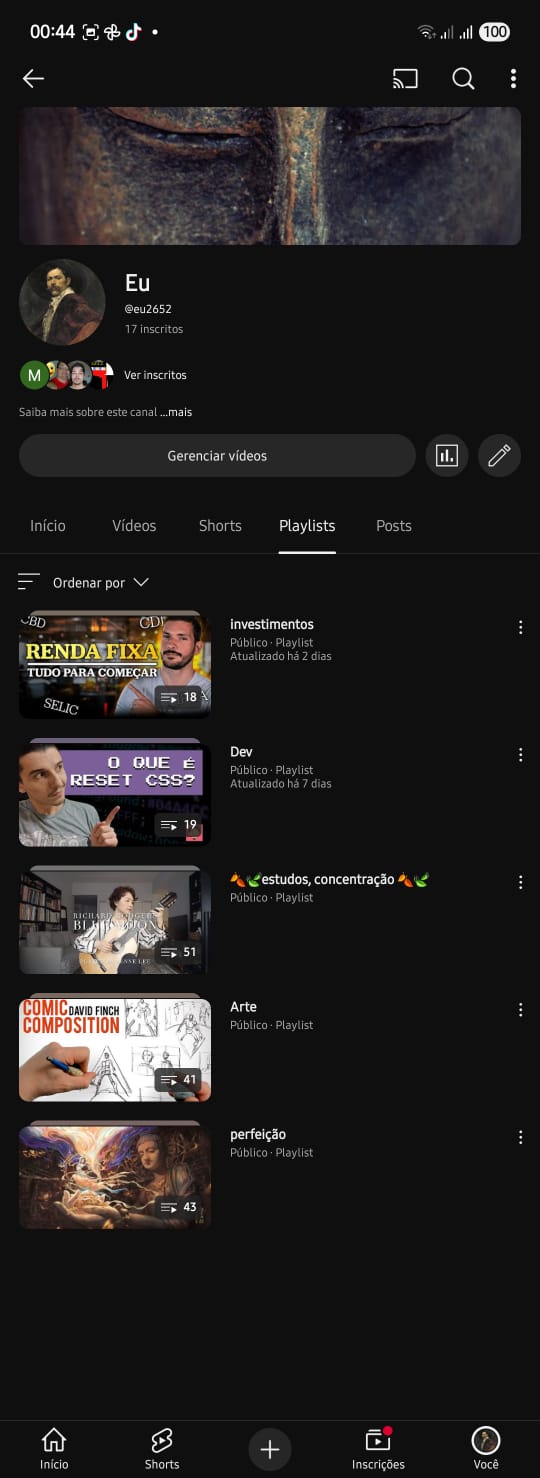 00:44
100
Eu
@eu2652
17 inscritos
M
Ver inscritos
Saiba mais sobre este canal ...mais
Gerenciar vídeos
Início
Vídeos
Shorts
Playlists
Posts
Ordenar por
CBD
CDI
RENDA FIXA
TUDO PARA COMEÇAR
SELIC
18
investimentos
Público · Playlist
Atualizado há 2 dias
O QUE É
RESET CSS?
19
Dev
Público · Playlist
Atualizado há 7 dias
BLUE MOON
51
🍂🌿estudos, concentração 🍂🌿
Público · Playlist
COMIC DAVID FINCH
COMPOSITION
41
Arte
Público · Playlist
43
perfeição
Público · Playlist
Início
Shorts
Inscrições
Você